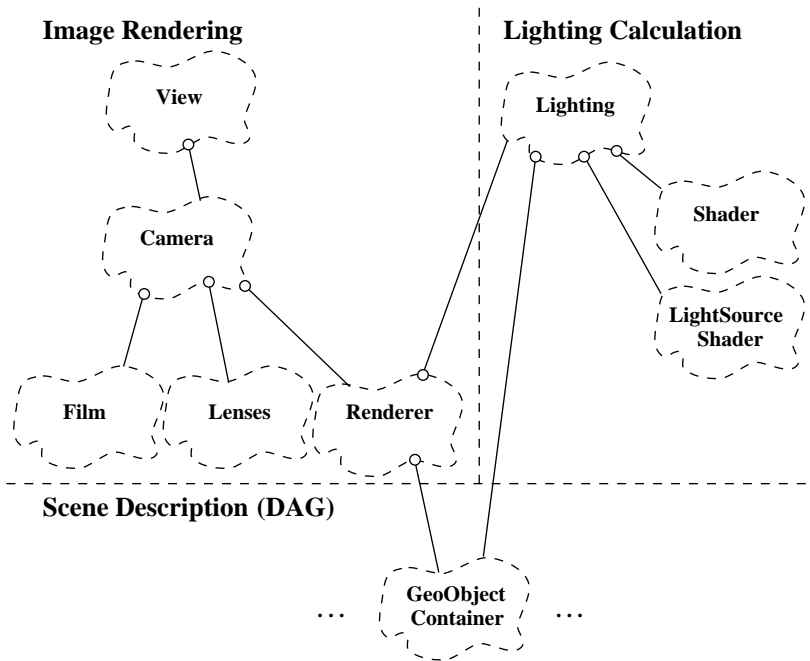 Image Rendering
Lighting Calculation
View
Lighting
Camera
Shader
LightSource
Shader
Film
Lenses
Renderer
Scene Description (DAG)
GeoObject
Container
...
...